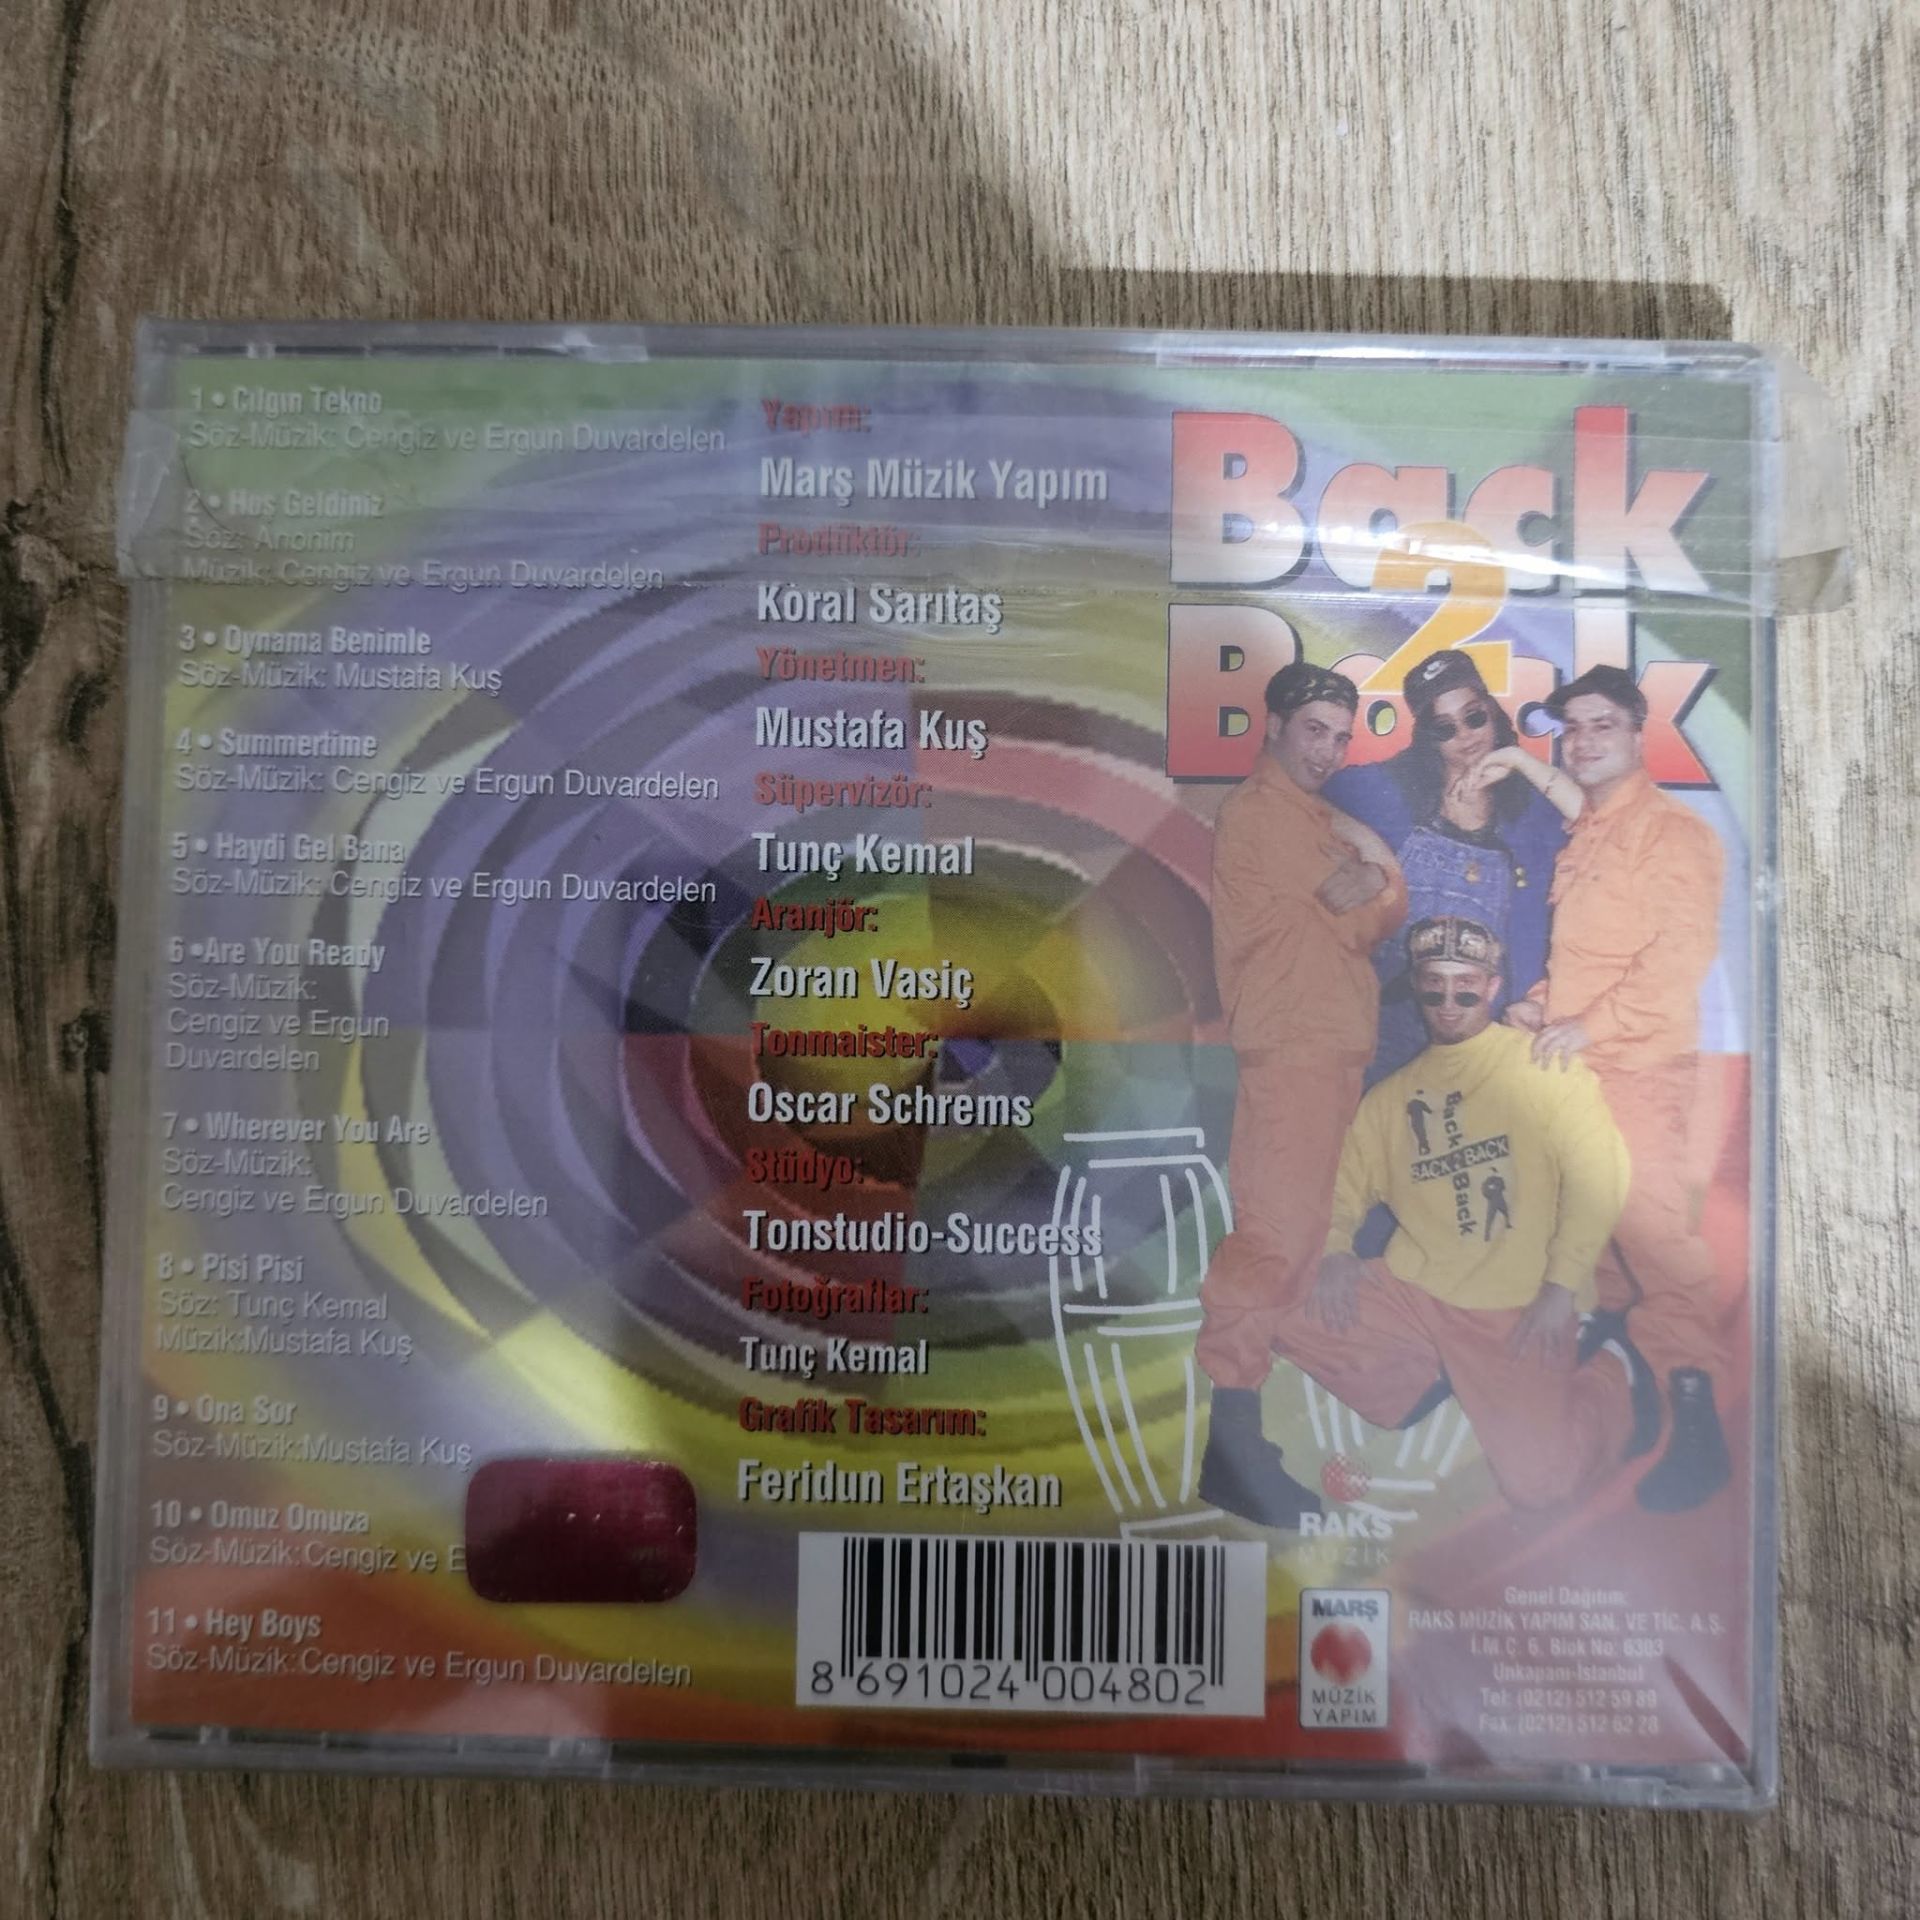 1 • Çılgın Tekno
Söz-Müzik: Cengiz ve Ergun Duvardelen
2 • Hoş Geldiniz
Söz: Anonim
Müzik: Cengiz ve Ergun Duvardelen
3 • Oynama Benimle
Söz-Müzik: Mustafa Kuş
4 • Summertime
Söz-Müzik: Cengiz ve Ergun Duvardelen
5 • Haydi Gel Bana
Söz-Müzik: Cengiz ve Ergun Duvardelen
6 •Are You Ready
Söz-Müzik:
Cengiz ve Ergun
Duvardelen
7 • Wherever You Are
Söz-Müzik:
Cengiz ve Ergun Duvardelen
8 • Pisi Pisi
Söz: Tunç Kemal
Müzik:Mustafa Kuş
9 • Ona Sor
Söz-Müzik:Mustafa Kuş
10 • Omuz Omuza
Söz-Müzik:Cengiz ve E
11 • Hey Boys
Söz-Müzik:Cengiz ve Ergun Duvardelen
Yapım:
Marş Müzik Yapım
Prodüktör:
Köral Sarıtaş
Yönetmen:
Mustafa Kuş
Süpervizör:
Tunç Kemal
Aranjör:
Zoran Vasiç
Tonmaister:
Oscar Schrems
Stüdyo:
Tonstudio-Success
Fotoğraflar:
Tunç Kemal
Grafik Tasarım:
Feridun Ertaşkan
8 691024 004802
Back
2
Back
Back
BACK 2 BACK
Back
RAKS
MÜZİK
MARŞ
MÜZİK
YAPIM
Genel Dağıtım:
RAKS MÜZİK YAPIM SAN. VE TİC. A.Ş.
İ.M.Ç. 6. Blok No: 6303
Unkapanı-İstanbul
Tel: (0212) 512 59 89
Fax: (0212) 512 62 28